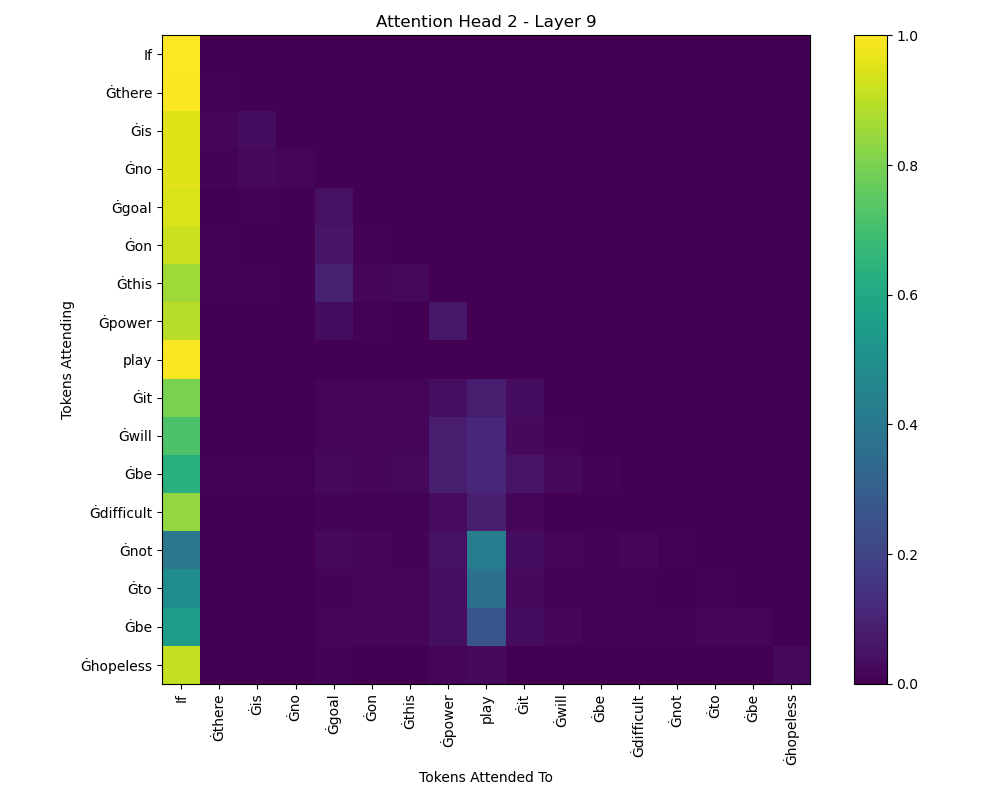 Attention Head 2 - Layer 9
Tokens Attending
If
Ġthere
Ġis
Ġno
Ġgoal
Ġon
Ġthis
Ġpower
play
Ġit
Ġwill
Ġbe
Ġdifficult
Ġnot
Ġto
Ġbe
Ġhopeless
If
Ġthere
Ġis
Ġno
Ġgoal
Ġon
Ġthis
Ġpower
play
Ġit
Ġwill
Ġbe
Ġdifficult
Ġnot
Ġto
Ġbe
Ġhopeless
Tokens Attended To
1.0
0.8
0.6
0.4
0.2
0.0